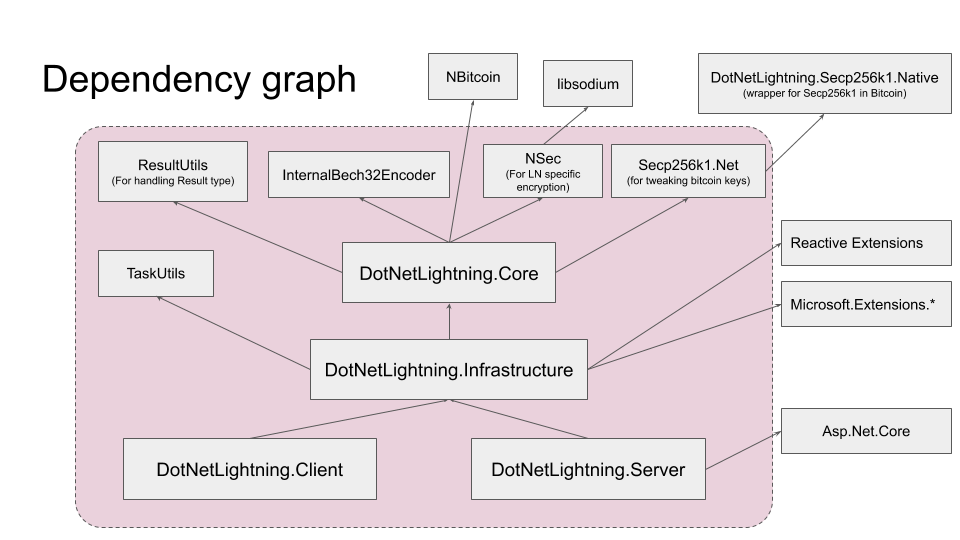 Dependency graph
NBitcoin
libsodium
DotNetLightning.Secp256k1.Native
(wrapper for Secp256k1 in Bitcoin)
ResultUtils
(For handling Result type)
InternalBech32Encoder
NSec
(For LN specific
encryption)
Secp256k1.Net
(for tweaking bitcoin keys)
Reactive Extensions
TaskUtils
DotNetLightning.Core
Microsoft.Extensions.*
DotNetLightning.Infrastructure
Asp.Net.Core
DotNetLightning.Client
DotNetLightning.Server